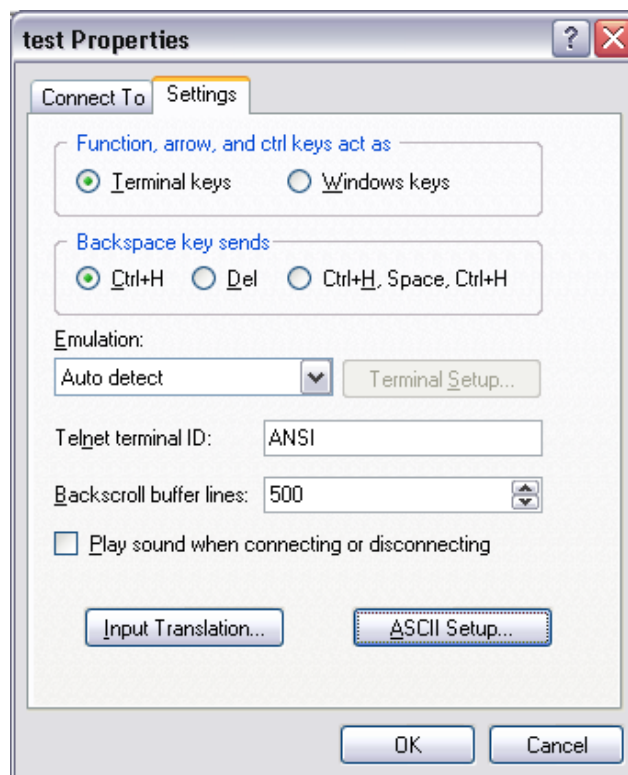 test Properties
?
Connect To Settings
Function, arrow, and ctrl keys act as
Terminal keys Windows keys
Backspace key sends
Ctrl+H Del Ctrl+H, Space, Ctrl+H
Emulation:
Auto detect Terminal Setup...
Telnet terminal ID: ANSI
Backscroll buffer lines: 500
Play sound when connecting or disconnecting
Input Translation... ASCII Setup...
OK Cancel